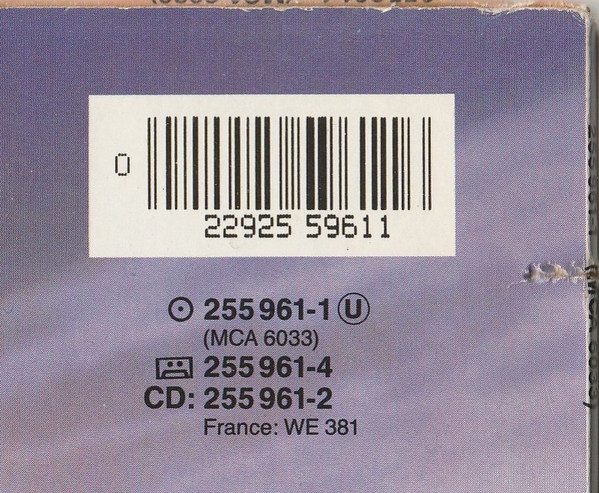 0
22925 59611
255 961-1 U
(MCA 6033)
255 961-4
CD: 255 961-2
France: WE 381